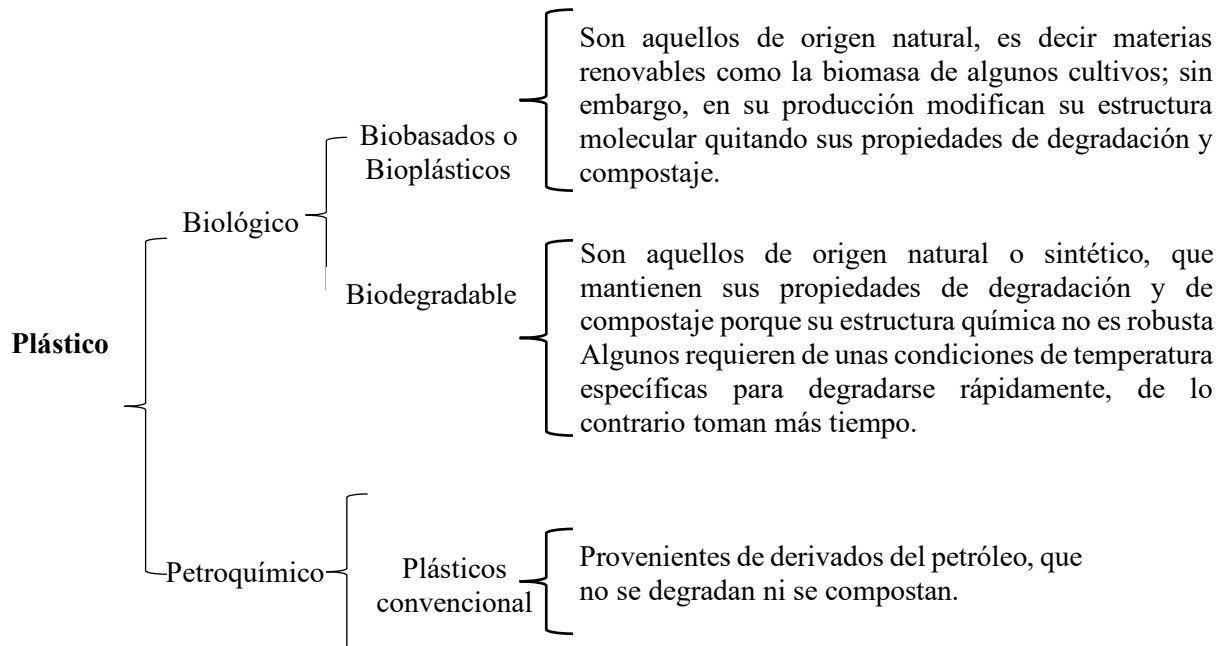 Son aquellos de origen natural, es decir materias
renovables como la biomasa de algunos cultivos; sin
embargo, en su producción modifican su estructura
molecular quitando sus propiedades de degradación y
compostaje.
Biobasados o
Bioplásticos
Biológico
Son aquellos de origen natural o sintético, que
mantienen sus propiedades de degradación y de
compostaje porque su estructura química no es robusta
Algunos requieren de unas condiciones de temperatura
específicas para degradarse rápidamente, de lo
contrario toman más tiempo.
Biodegradable
Plástico
Petroquímico
Plásticos
convencional
Provenientes de derivados del petróleo, que
no se degradan ni se compostan.